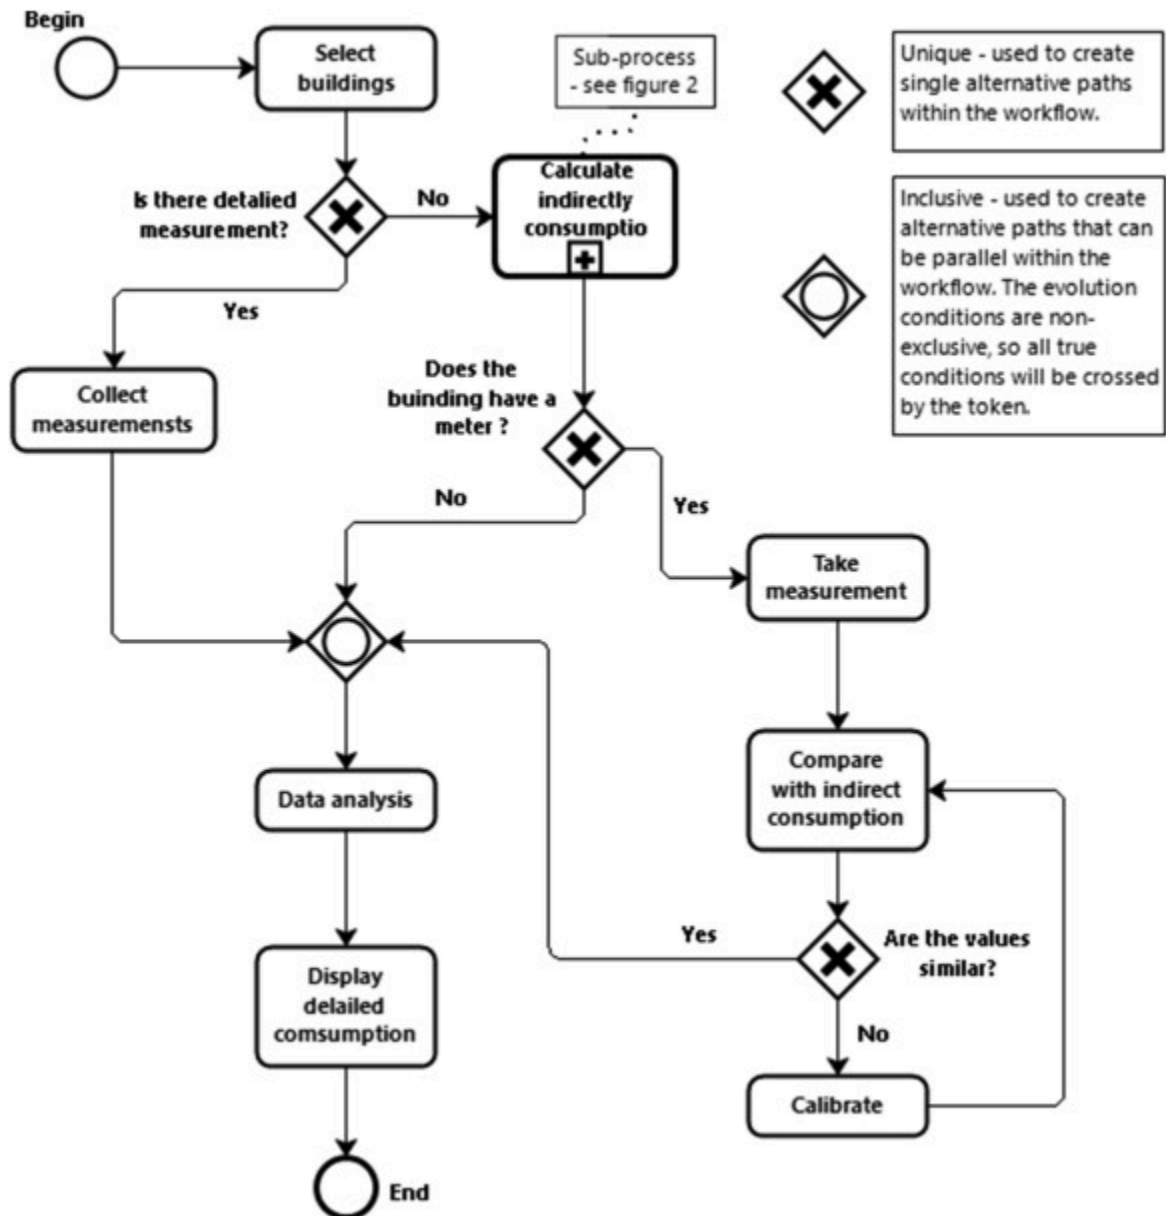 Begin
Select
buildings
Sub-process
- see figure 2
Unique - used to create
single alternative paths
within the workflow.
Is there detalied
measurement?
No
Calculate
indirectly
consumptio
Inclusive - used to create
alternative paths that can
be parallel within the
workflow. The evolution
conditions are non-
exclusive, so all true
conditions will be crossed
by the token.
Yes
Collect
measuremensts
Does the
buinding have a
meter ?
No
Yes
Take
measurement
Compare
with indirect
consumption
Data analysis
Yes
Are the values
similar?
Display
delailed
comsumption
No
Calibrate
End